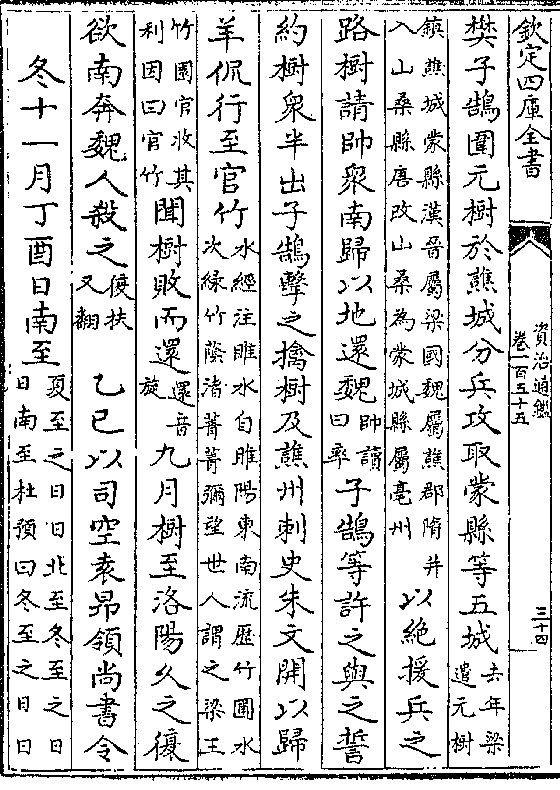 欽定四庫全書
資治通鑑
卷一百五十五
三十四
樊子鵠圍元樹於譙城分兵攻取蒙縣等五城去年梁遣元樹
鎮譙城蒙縣漢晉屬梁國魏屬譙郡隋并入山桑縣唐改山桑為蒙城縣屬亳州以絶援兵之
路樹請帥衆南歸以地還魏帥讀曰率子鵠等許之與之誓
約樹衆半出子鵠擊之擒樹及譙州刺史朱文開以歸
羊侃行至官竹水經注睢水自睢陽東南流歷竹圃水次緑竹蔭渚菁菁彌望世人謂之梁王
竹圃官收其利因曰官竹聞樹敗而還還音旋九月樹至洛陽久之復
欲南奔魏人殺之復扶又翻乙巳以司空袁昻領尚書令
冬十一月丁酉日南至夏至之日日北至冬至之日日南至杜預曰冬至之日日